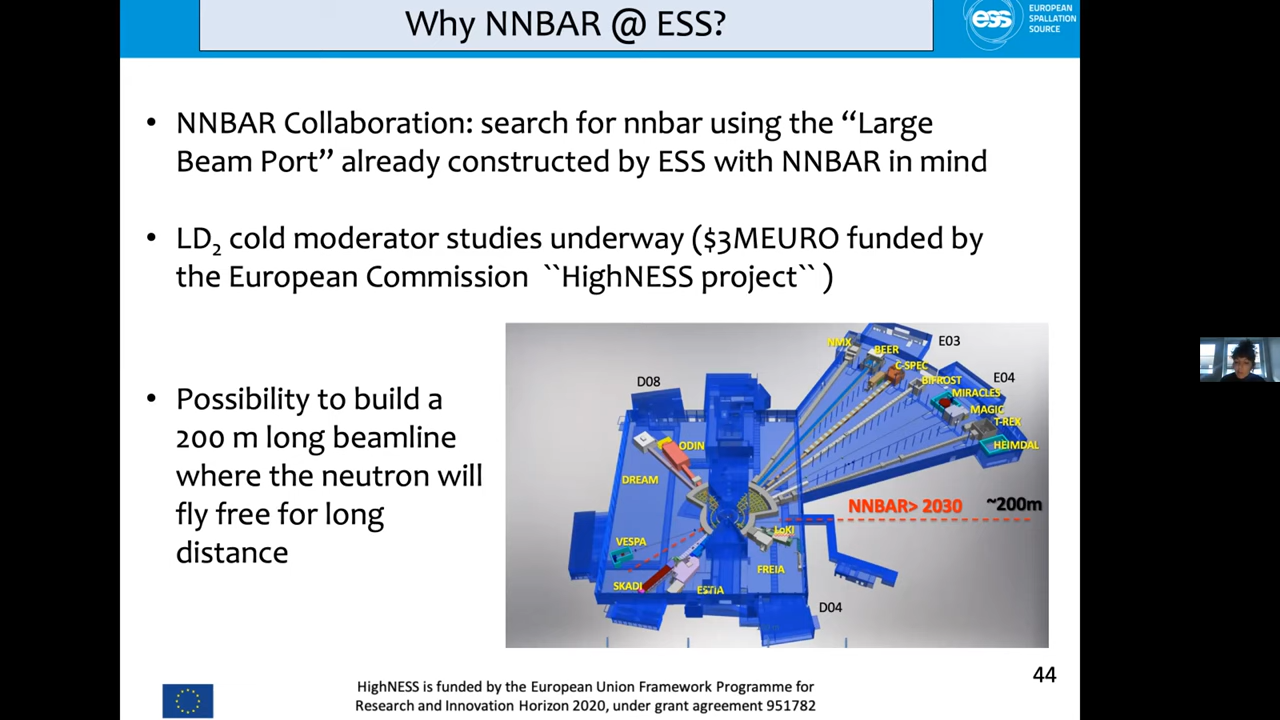 Why NNBAR @ ESS?
ess
EUROPEAN
SPALLATION
SOURCE
• NNBAR Collaboration: search for nnbar using the “Large
Beam Port” already constructed by ESS with NNBAR in mind
• LD₂ cold moderator studies underway ($3MEURO funded by
the European Commission ``HighNESS project`` )
• Possibility to build a
200 m long beamline
where the neutron will
fly free for long
distance
NMX
BEER
E03
C-SPEC
BIFROST
E04
MIRACLES
MAGIC
T-REX
HEIMDAL
D08
ODIN
DREAM
NNBAR> 2030 ~200m
LoKI
VESPA
FREIA
SKADI
ESTIA
D04
44
HighNESS is funded by the European Union Framework Programme for
Research and Innovation Horizon 2020, under grant agreement 951782